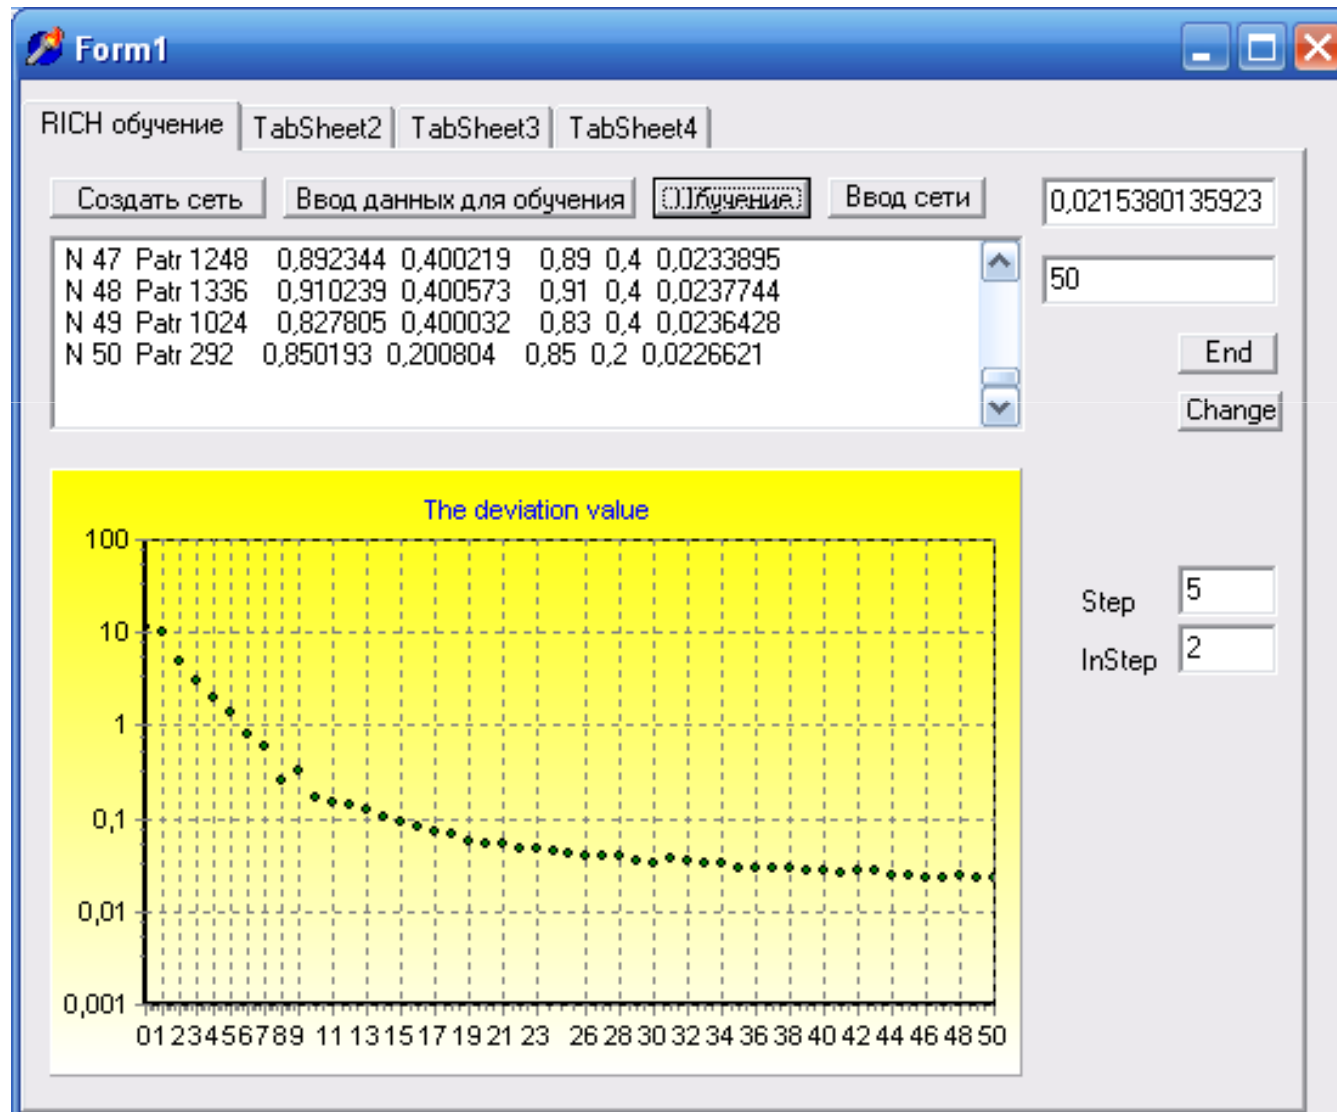 Form1
RICH обучение TabSheet2 TabSheet3 TabSheet4
Создать сеть Ввод данных для обучения Обучение Ввод сети 0,0215380135923
N 47 Patr 1248 0,892344 0,400219 0,89 0,4 0,0233895
N 48 Patr 1336 0,910239 0,400573 0,91 0,4 0,0237744
N 49 Patr 1024 0,827805 0,400032 0,83 0,4 0,0236428
N 50 Patr 292 0,850193 0,200804 0,85 0,2 0,0226621
50
End
Change
The deviation value
100
10
1
0,1
0,01
0,001
0 1 2 3 4 5 6 7 8 9 11 13 15 17 19 21 23 26 28 30 32 34 36 38 40 42 44 46 48 50
Step 5
InStep 2